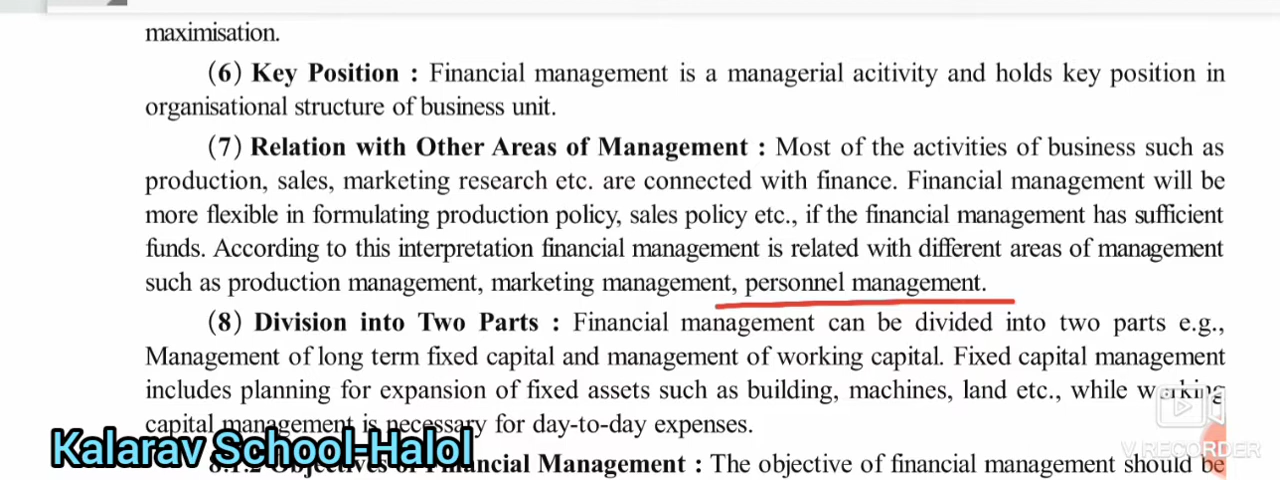 maximisation.
(6) Key Position : Financial management is a managerial acitivity and holds key position in
organisational structure of business unit.
(7) Relation with Other Areas of Management : Most of the activities of business such as
production, sales, marketing research etc. are connected with finance. Financial management will be
more flexible in formulating production policy, sales policy etc., if the financial management has sufficient
funds. According to this interpretation financial management is related with different areas of management
such as production management, marketing management, personnel management.
(8) Division into Two Parts : Financial management can be divided into two parts e.g.,
Management of long term fixed capital and management of working capital. Fixed capital management
includes planning for expansion of fixed assets such as building, machines, land etc., while working
capital management is necessary for day-to-day expenses.
Kalarav School-Halol
V.RECORDER
8.1.2 Objectives of Financial Management : The objective of financial management should be